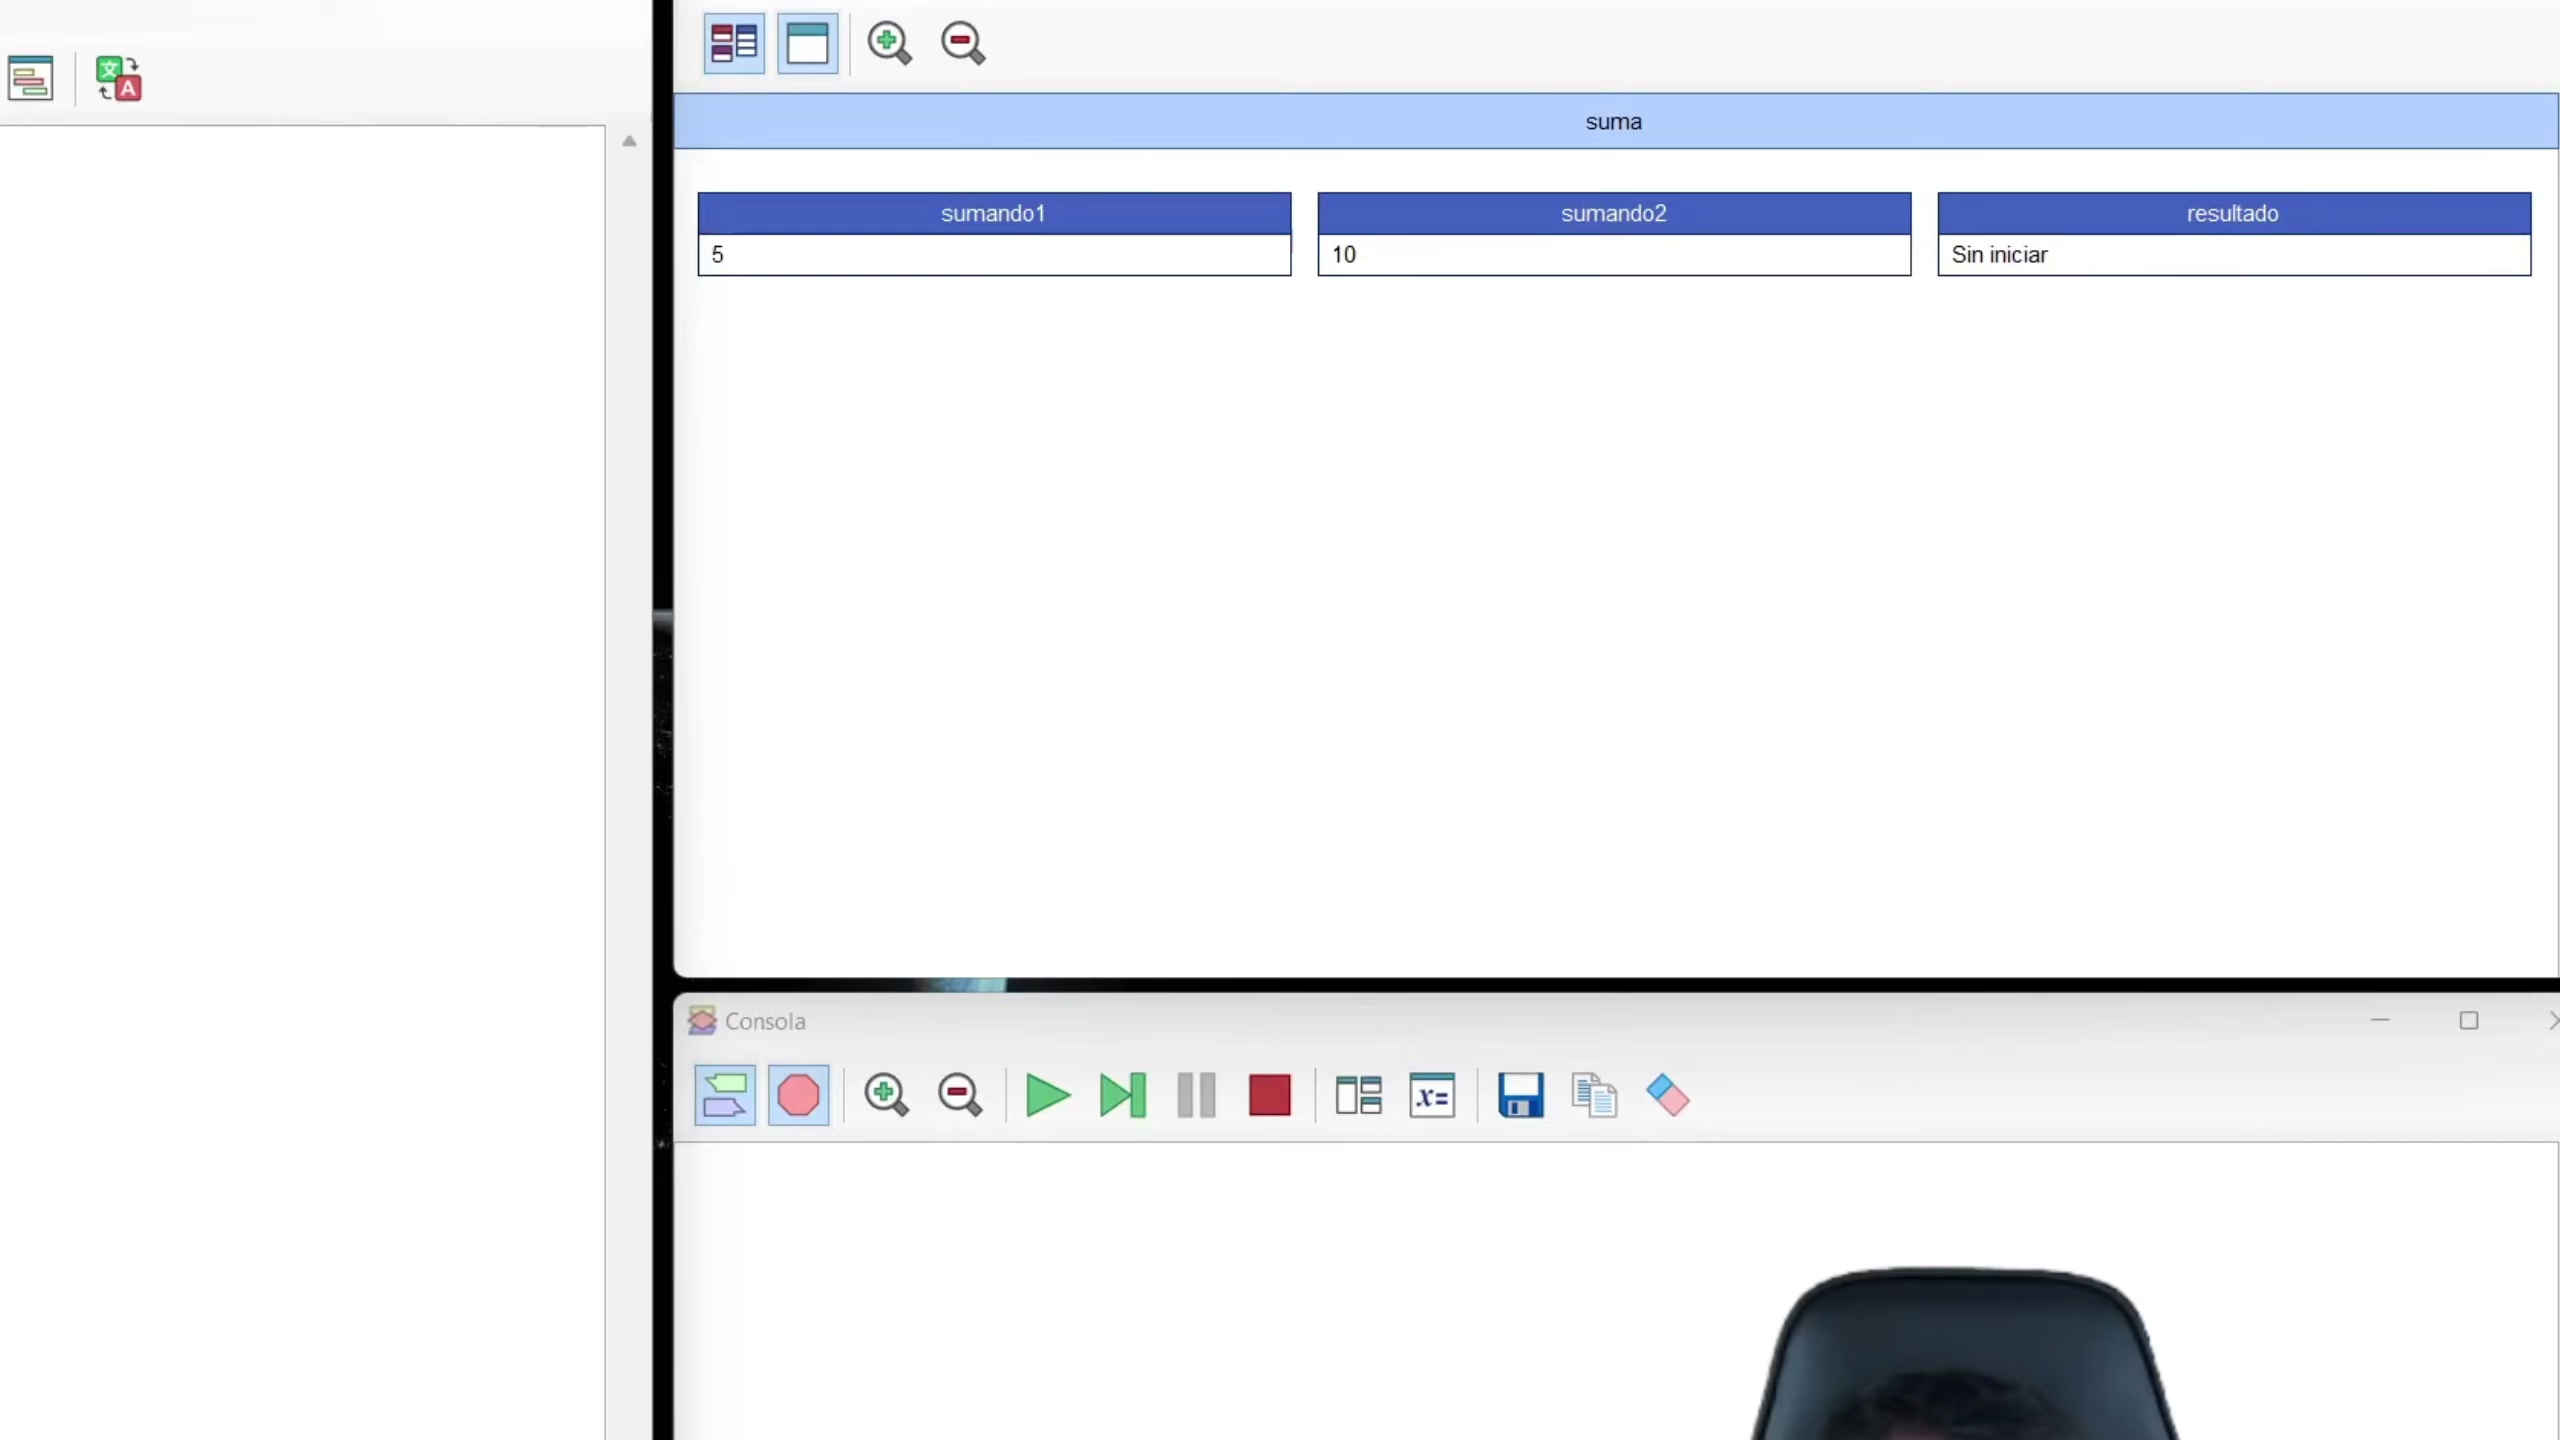 suma
sumando1
5
sumando2
10
resultado
Sin iniciar
Consola
x=